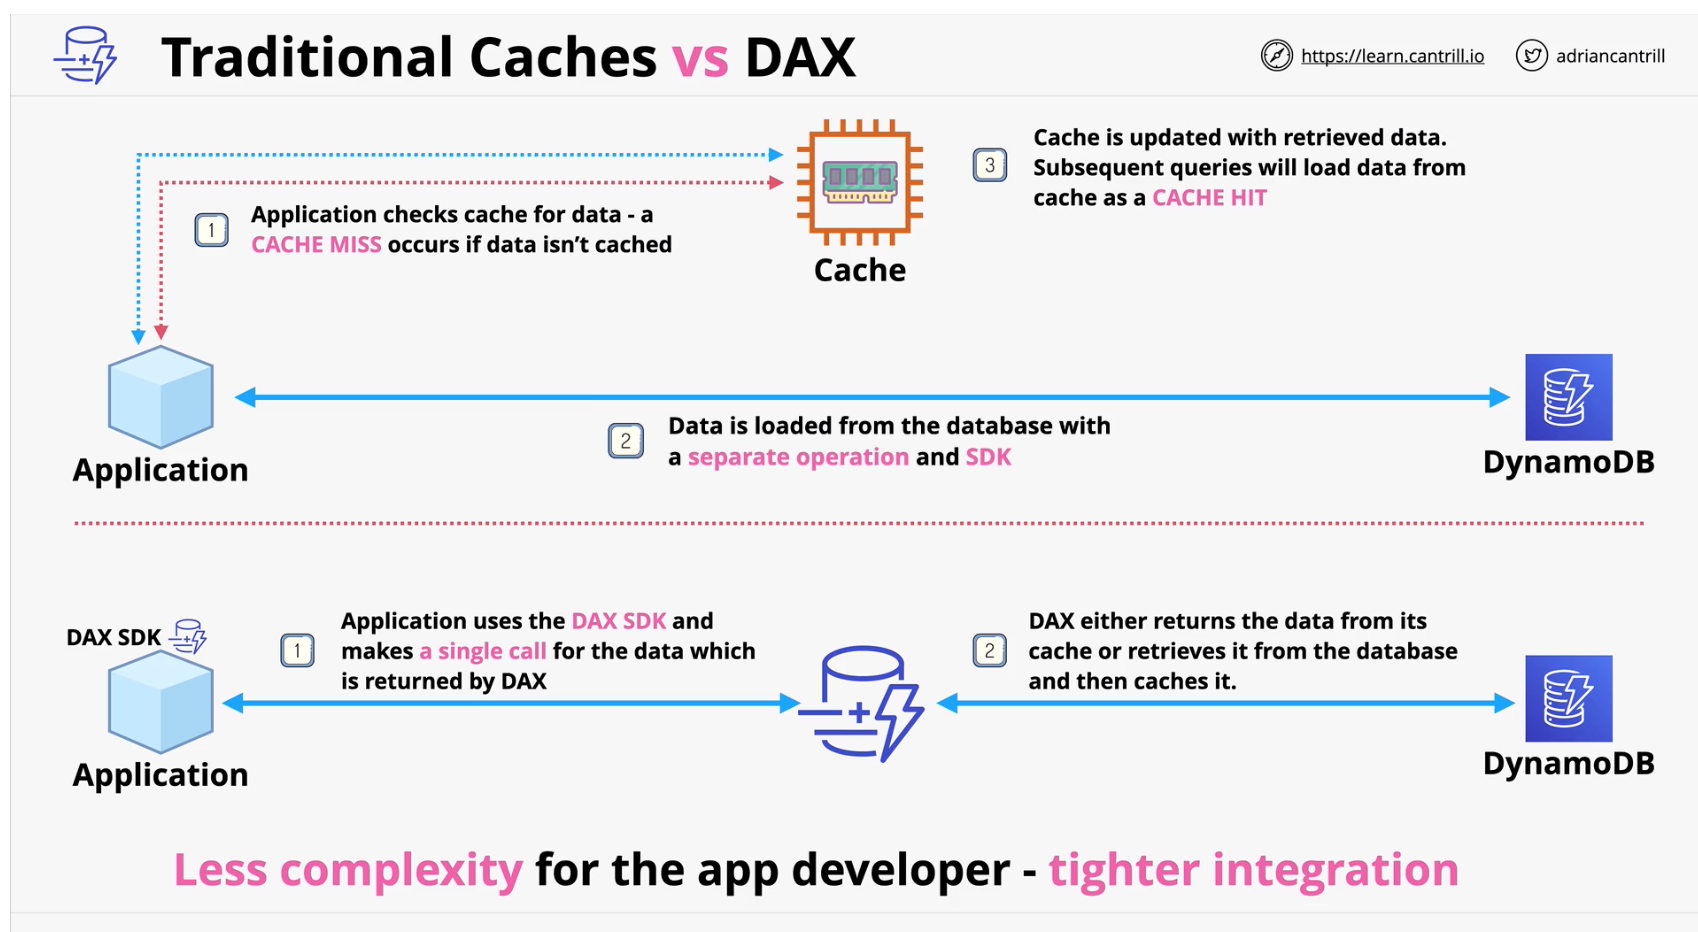 Traditional Caches vs DAX
https://learn.cantrill.io
adriancantrill
1
Application checks cache for data - a
CACHE MISS occurs if data isn't cached
Cache
3
Cache is updated with retrieved data.
Subsequent queries will load data from
cache as a CACHE HIT
Application
2
Data is loaded from the database with
a separate operation and SDK
DynamoDB
DAX SDK
Application
1
Application uses the DAX SDK and
makes a single call for the data which
is returned by DAX
2
DAX either returns the data from its
cache or retrieves it from the database
and then caches it.
DynamoDB
Less complexity for the app developer - tighter integration